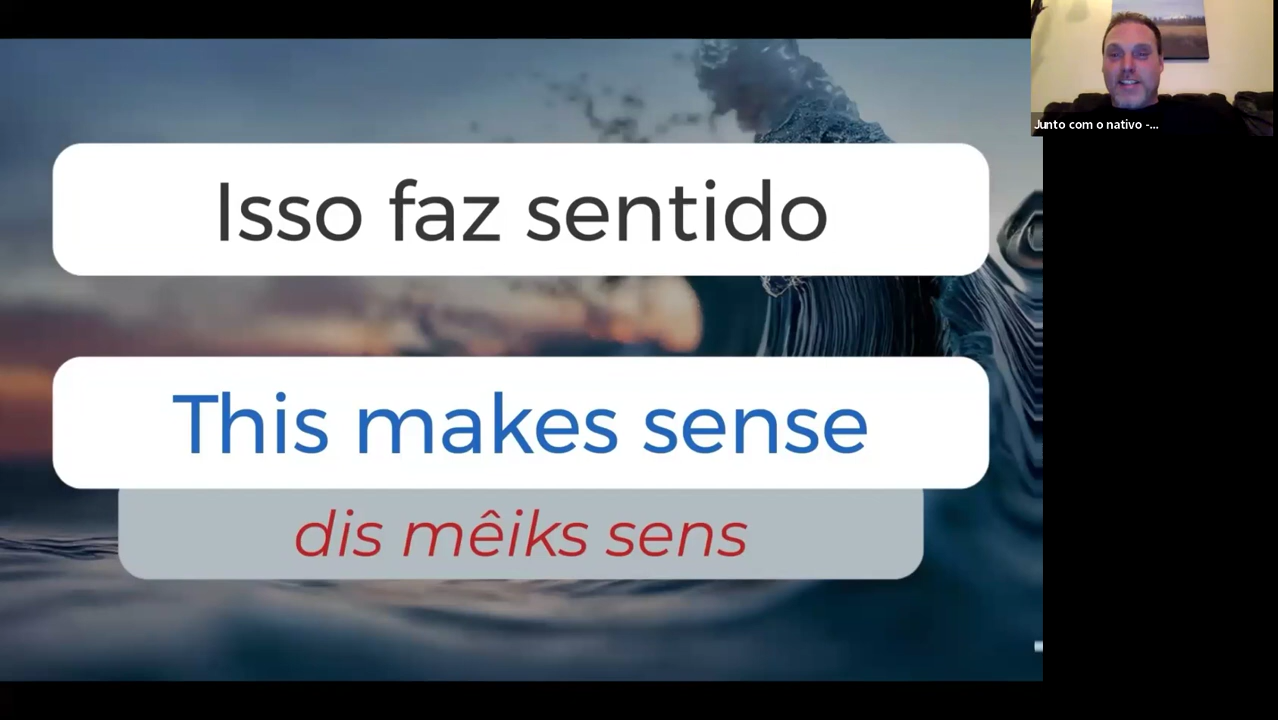 Junto com o nativo -...
Isso faz sentido
This makes sense
dis mêiks sens